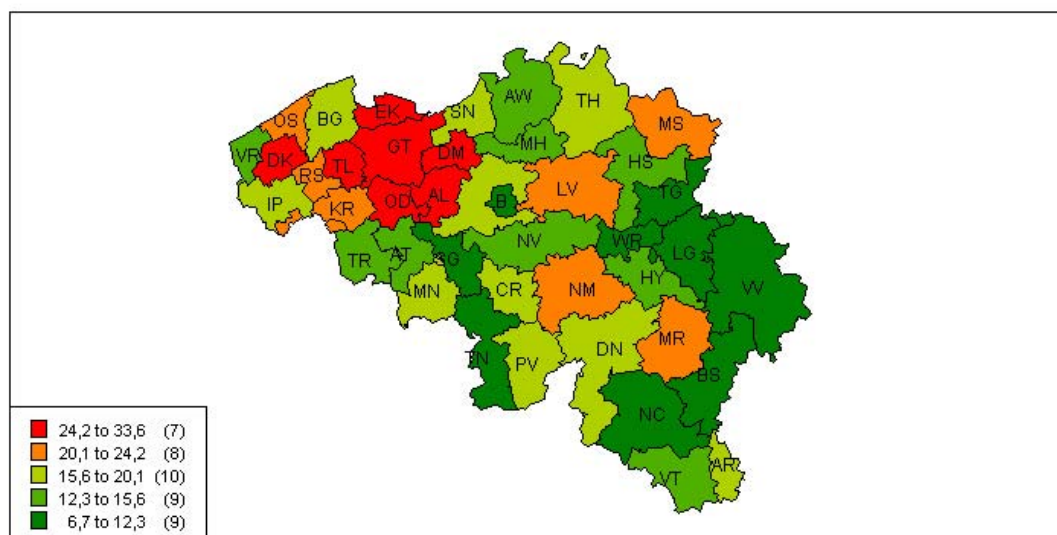 AW
TH
SN
EK
OS
BG
MS
GT
MH
VR
DK
TL
DM
HS
RS
IP
KR
OD
AL
B
LV
TG
NV
WR
LG
TR
AT
SG
HY
VV
MN
CR
NM
MR
DN
TN
PV
BS
NC
AR
VT
24,2 to 33,6 (7)
20,1 to 24,2 (8)
15,6 to 20,1 (10)
12,3 to 15,6 (9)
6,7 to 12,3 (9)